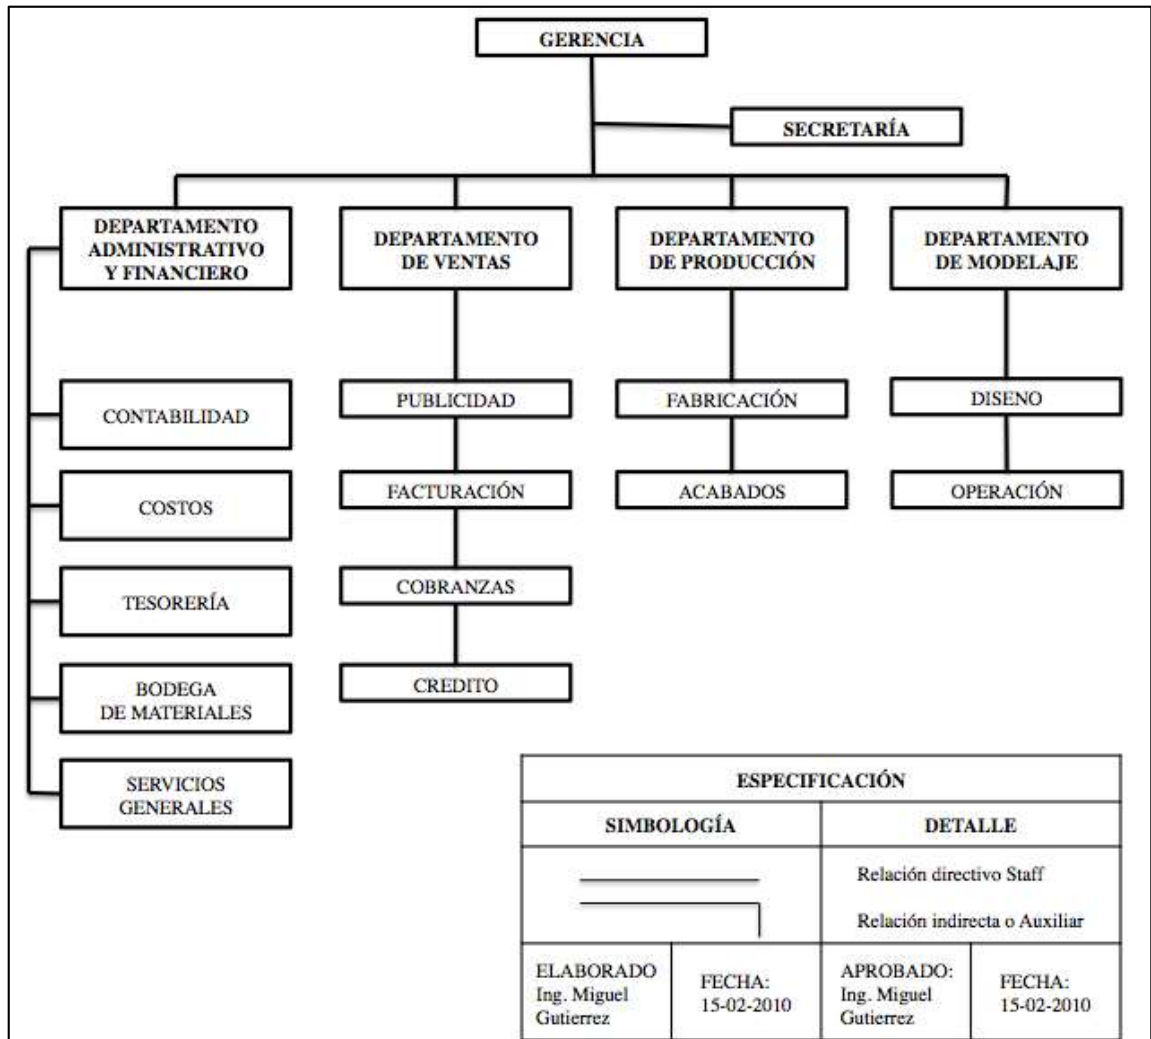 GERENCIA
SECRETARÍA
DEPARTAMENTO
ADMINISTRATIVO
Y FINANCIERO
DEPARTAMENTO
DE VENTAS
DEPARTAMENTO
DE PRODUCCIÓN
DEPARTAMENTO
DE MODELAJE
CONTABILIDAD
COSTOS
TESORERÍA
BODEGA
DE MATERIALES
SERVICIOS
GENERALES
PUBLICIDAD
FACTURACIÓN
COBRANZAS
CREDITO
FABRICACIÓN
ACABADOS
DISENO
OPERACIÓN
ESPECIFICACIÓN
SIMBOLOGÍA
DETALLE
Relación directivo Staff
Relación indirecta o Auxiliar
ELABORADO
Ing. Miguel
Gutierrez
FECHA:
15-02-2010
APROBADO:
Ing. Miguel
Gutierrez
FECHA:
15-02-2010